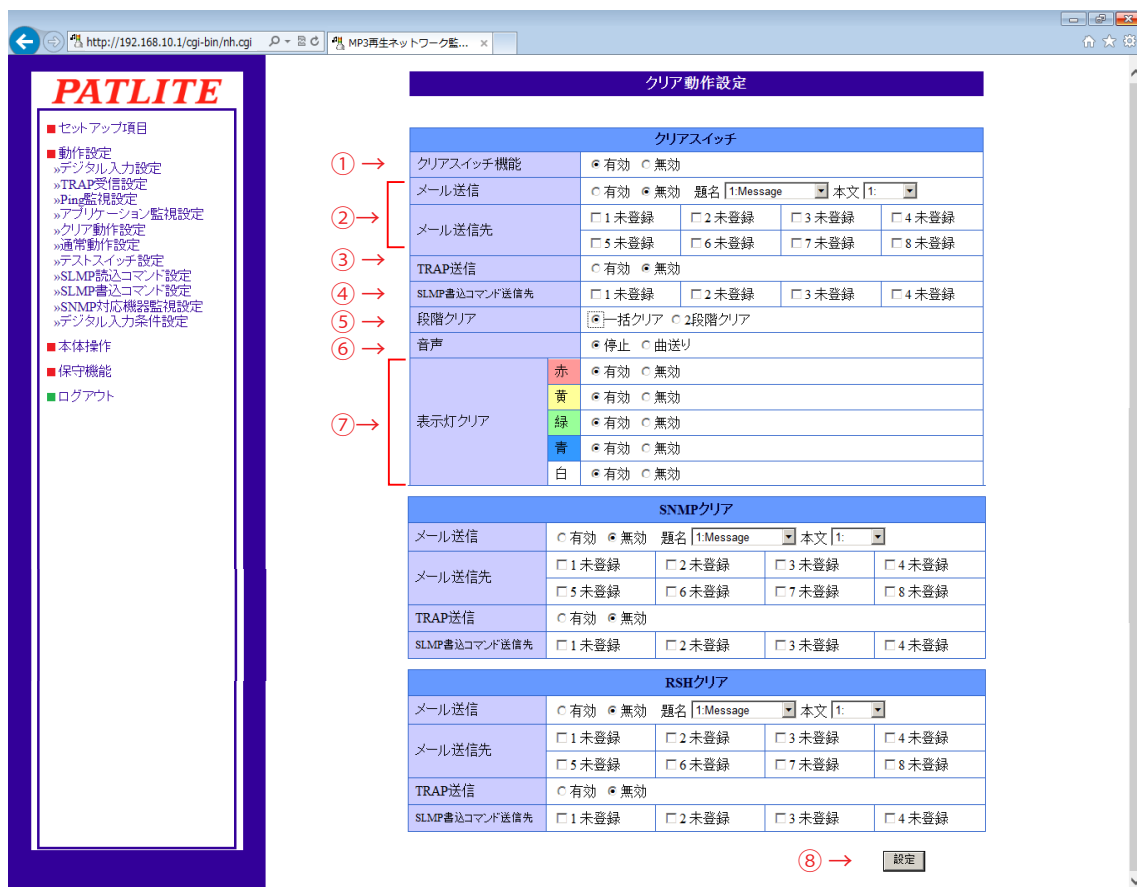 http://192.168.10.1/cgi-bin/nh.cgi
MP3再生ネットワーク監... ×
PATLITE
■セットアップ項目
■動作設定
»デジタル入力設定
»TRAP受信設定
»Ping監視設定
»アプリケーション監視設定
»クリア動作設定
»通常動作設定
»テストスイッチ設定
»SLMP読込コマンド設定
»SLMP書込コマンド設定
»SNMP対応機器監視設定
»デジタル入力条件設定
■本体操作
■保守機能
■ログアウト
クリア動作設定
クリアスイッチ
① → クリアスイッチ機能 有効 無効
② → メール送信 有効 無効 題名 1:Message 本文 1:
メール送信先 1 未登録 2 未登録 3 未登録 4 未登録
5 未登録 6 未登録 7 未登録 8 未登録
③ → TRAP送信 有効 無効
④ → SLMP書込コマンド送信先 1 未登録 2 未登録 3 未登録 4 未登録
⑤ → 段階クリア 一括クリア 2段階クリア
⑥ → 音声 停止 曲送り
⑦ → 表示灯クリア 赤 有効 無効
黄 有効 無効
緑 有効 無効
青 有効 無効
白 有効 無効
SNMPクリア
メール送信 有効 無効 題名 1:Message 本文 1:
メール送信先 1 未登録 2 未登録 3 未登録 4 未登録
5 未登録 6 未登録 7 未登録 8 未登録
TRAP送信 有効 無効
SLMP書込コマンド送信先 1 未登録 2 未登録 3 未登録 4 未登録
RSHクリア
メール送信 有効 無効 題名 1:Message 本文 1:
メール送信先 1 未登録 2 未登録 3 未登録 4 未登録
5 未登録 6 未登録 7 未登録 8 未登録
TRAP送信 有効 無効
SLMP書込コマンド送信先 1 未登録 2 未登録 3 未登録 4 未登録
⑧ → 設定